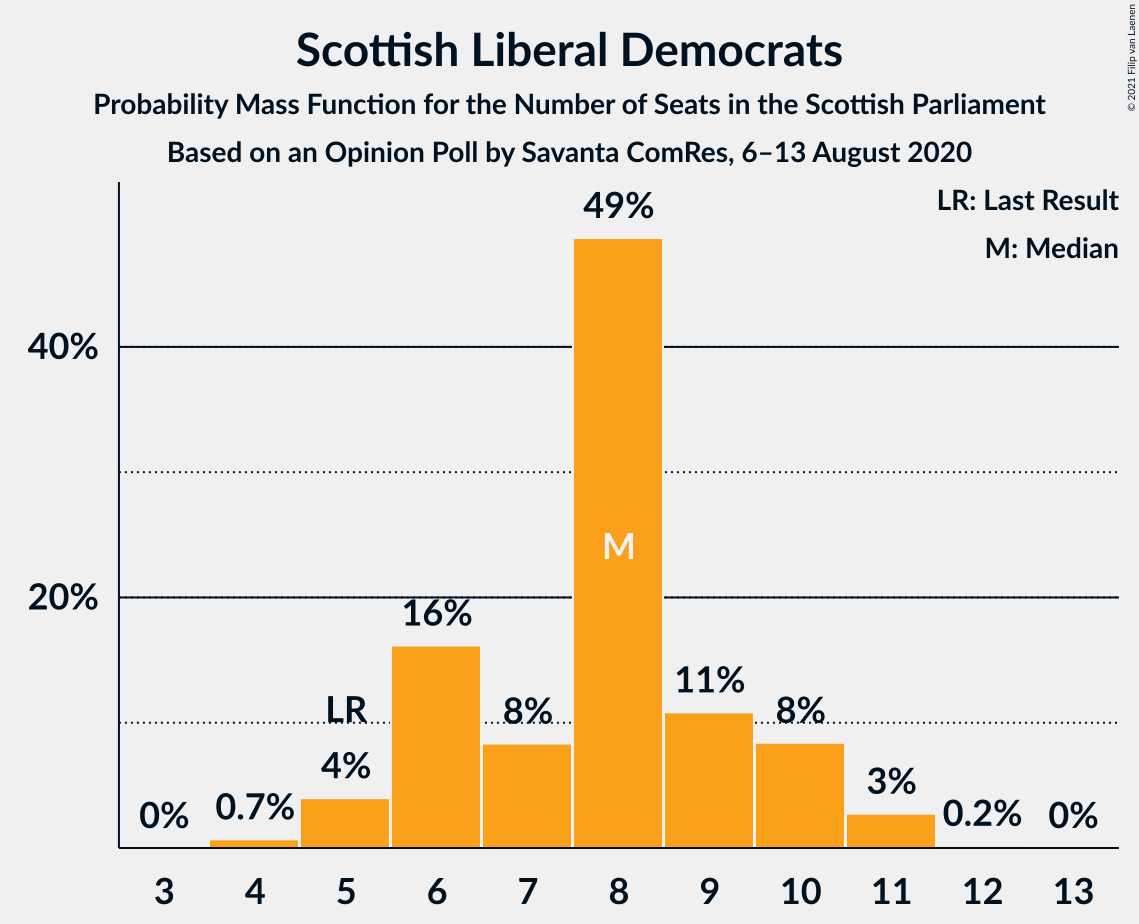 Scottish Liberal Democrats
Probability Mass Function for the Number of Seats in the Scottish Parliament
Based on an Opinion Poll by Savanta ComRes, 6–13 August 2020
© 2021 Filip van Laenen
LR: Last Result
M: Median
49%
40%
M
20%
16%
11%
LR
8%
8%
4%
3%
0%
0.7%
0.2%
0%
3 4 5 6 7 8 9 10 11 12 13